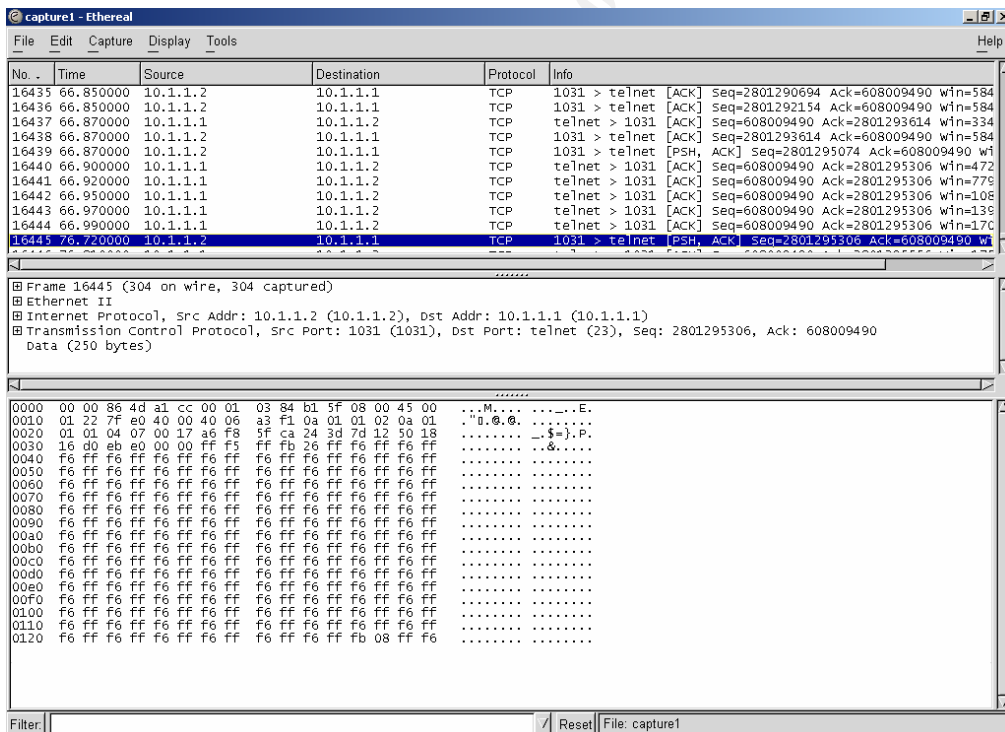 capture1 - Ethereal
File Edit Capture Display Tools Help
No. Time Source Destination Protocol Info
16435 66.850000 10.1.1.2 10.1.1.1 TCP 1031 > telnet [ACK] Seq=2801290694 Ack=608009490 Win=584
16436 66.850000 10.1.1.2 10.1.1.1 TCP 1031 > telnet [ACK] Seq=2801292154 Ack=608009490 Win=584
16437 66.870000 10.1.1.1 10.1.1.2 TCP telnet > 1031 [ACK] Seq=608009490 Ack=2801293614 Win=334
16438 66.870000 10.1.1.2 10.1.1.1 TCP 1031 > telnet [ACK] Seq=2801293614 Ack=608009490 Win=584
16439 66.870000 10.1.1.2 10.1.1.1 TCP 1031 > telnet [PSH, ACK] Seq=2801295074 Ack=608009490 Wi
16440 66.900000 10.1.1.1 10.1.1.2 TCP telnet > 1031 [ACK] Seq=608009490 Ack=2801295306 Win=472
16441 66.920000 10.1.1.1 10.1.1.2 TCP telnet > 1031 [ACK] Seq=608009490 Ack=2801295306 Win=779
16442 66.950000 10.1.1.1 10.1.1.2 TCP telnet > 1031 [ACK] Seq=608009490 Ack=2801295306 Win=108
16443 66.970000 10.1.1.1 10.1.1.2 TCP telnet > 1031 [ACK] Seq=608009490 Ack=2801295306 Win=139
16444 66.990000 10.1.1.1 10.1.1.2 TCP telnet > 1031 [ACK] Seq=608009490 Ack=2801295306 Win=170
16445 76.720000 10.1.1.2 10.1.1.1 TCP 1031 > telnet [PSH, ACK] Seq=2801295306 Ack=608009490 Wi
Frame 16445 (304 on wire, 304 captured)
Ethernet II
Internet Protocol, Src Addr: 10.1.1.2 (10.1.1.2), Dst Addr: 10.1.1.1 (10.1.1.1)
Transmission Control Protocol, Src Port: 1031 (1031), Dst Port: telnet (23), Seq: 2801295306, Ack: 608009490
Data (250 bytes)
0000 00 00 86 4d a1 cc 00 01 03 84 b1 5f 08 00 45 00 ...M.... ..._..E.
0010 01 22 7f e0 40 00 40 06 a3 f1 0a 01 01 02 0a 01 ."▯.@.@. ........
0020 01 01 04 07 00 17 a6 f8 5f ca 24 3d 7d 12 50 18 ........ _.$=}.P.
0030 16 d0 eb e0 00 00 ff f5 ff fb 26 ff f6 ff f6 ff ........ ..&.....
0040 f6 ff f6 ff f6 ff f6 ff f6 ff f6 ff f6 ff f6 ff ........ ........
0050 f6 ff f6 ff f6 ff f6 ff f6 ff f6 ff f6 ff f6 ff ........ ........
0060 f6 ff f6 ff f6 ff f6 ff f6 ff f6 ff f6 ff f6 ff ........ ........
0070 f6 ff f6 ff f6 ff f6 ff f6 ff f6 ff f6 ff f6 ff ........ ........
0080 f6 ff f6 ff f6 ff f6 ff f6 ff f6 ff f6 ff f6 ff ........ ........
0090 f6 ff f6 ff f6 ff f6 ff f6 ff f6 ff f6 ff f6 ff ........ ........
00a0 f6 ff f6 ff f6 ff f6 ff f6 ff f6 ff f6 ff f6 ff ........ ........
00b0 f6 ff f6 ff f6 ff f6 ff f6 ff f6 ff f6 ff f6 ff ........ ........
00c0 f6 ff f6 ff f6 ff f6 ff f6 ff f6 ff f6 ff f6 ff ........ ........
00d0 f6 ff f6 ff f6 ff f6 ff f6 ff f6 ff f6 ff f6 ff ........ ........
00e0 f6 ff f6 ff f6 ff f6 ff f6 ff f6 ff f6 ff f6 ff ........ ........
00f0 f6 ff f6 ff f6 ff f6 ff f6 ff f6 ff f6 ff f6 ff ........ ........
0100 f6 ff f6 ff f6 ff f6 ff f6 ff f6 ff f6 ff f6 ff ........ ........
0110 f6 ff f6 ff f6 ff f6 ff f6 ff f6 ff f6 ff f6 ff ........ ........
0120 f6 ff f6 ff f6 ff f6 ff f6 ff f6 ff fb 08 ff f6 ........ ........
Filter: Reset File: capture1